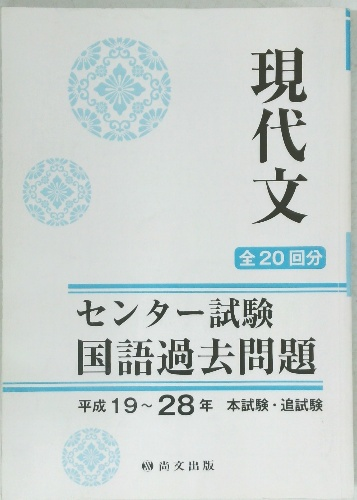 現代文
全20回分
センター試験
国語過去問題
平成19～28年 本試験・追試験
尚文出版